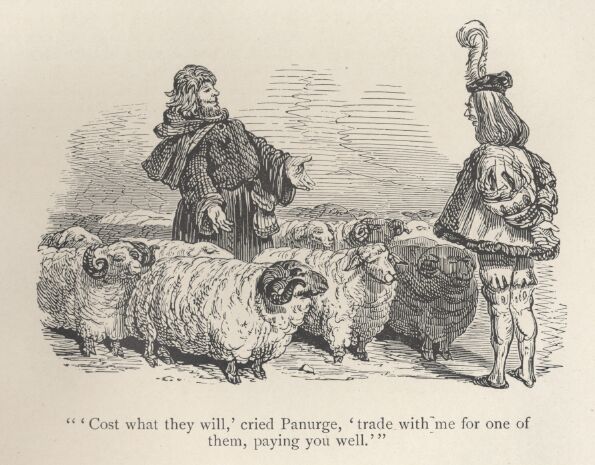 “ ‘Cost what they will,’ cried Panurge, ‘trade with me for one of
them, paying you well.’”